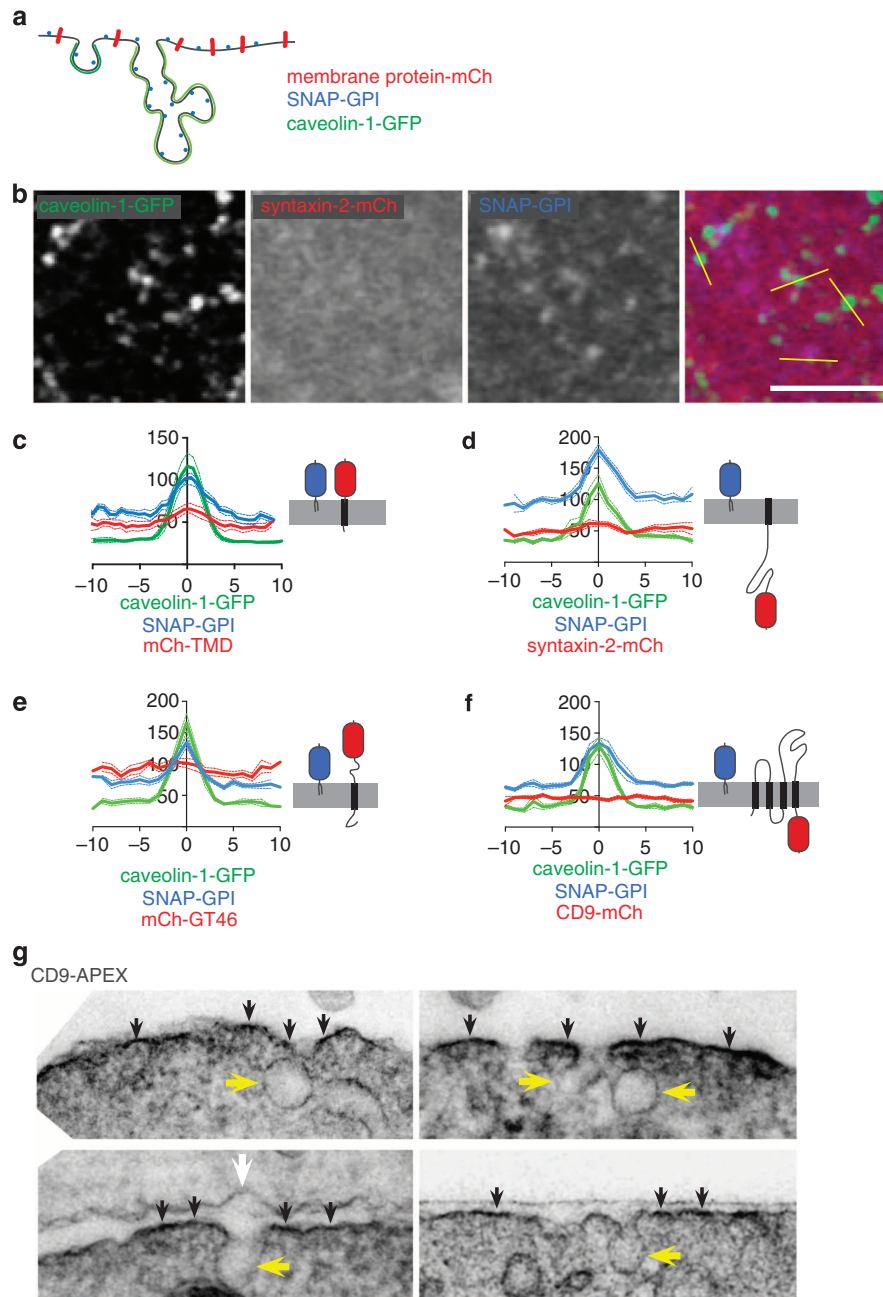 a
membrane protein-mCh
SNAP-GPI
caveolin-1-GFP
b
caveolin-1-GFP
syntaxin-2-mCh
SNAP-GPI
c
150
100
50
−10
−5
0
5
10
caveolin-1-GFP
SNAP-GPI
mCh-TMD
d
200
150
100
50
−10
−5
0
5
10
caveolin-1-GFP
SNAP-GPI
syntaxin-2-mCh
e
200
150
100
50
−10
−5
0
5
10
caveolin-1-GFP
SNAP-GPI
mCh-GT46
f
200
150
100
50
−10
−5
0
5
10
caveolin-1-GFP
SNAP-GPI
CD9-mCh
g
CD9-APEX